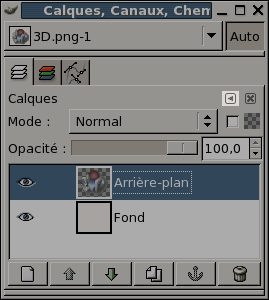 Calques, Canaux, Chem
3D.png-1
Auto
Calques
Mode :
Normal
Opacité :
100,0
Arrière-plan
Fond